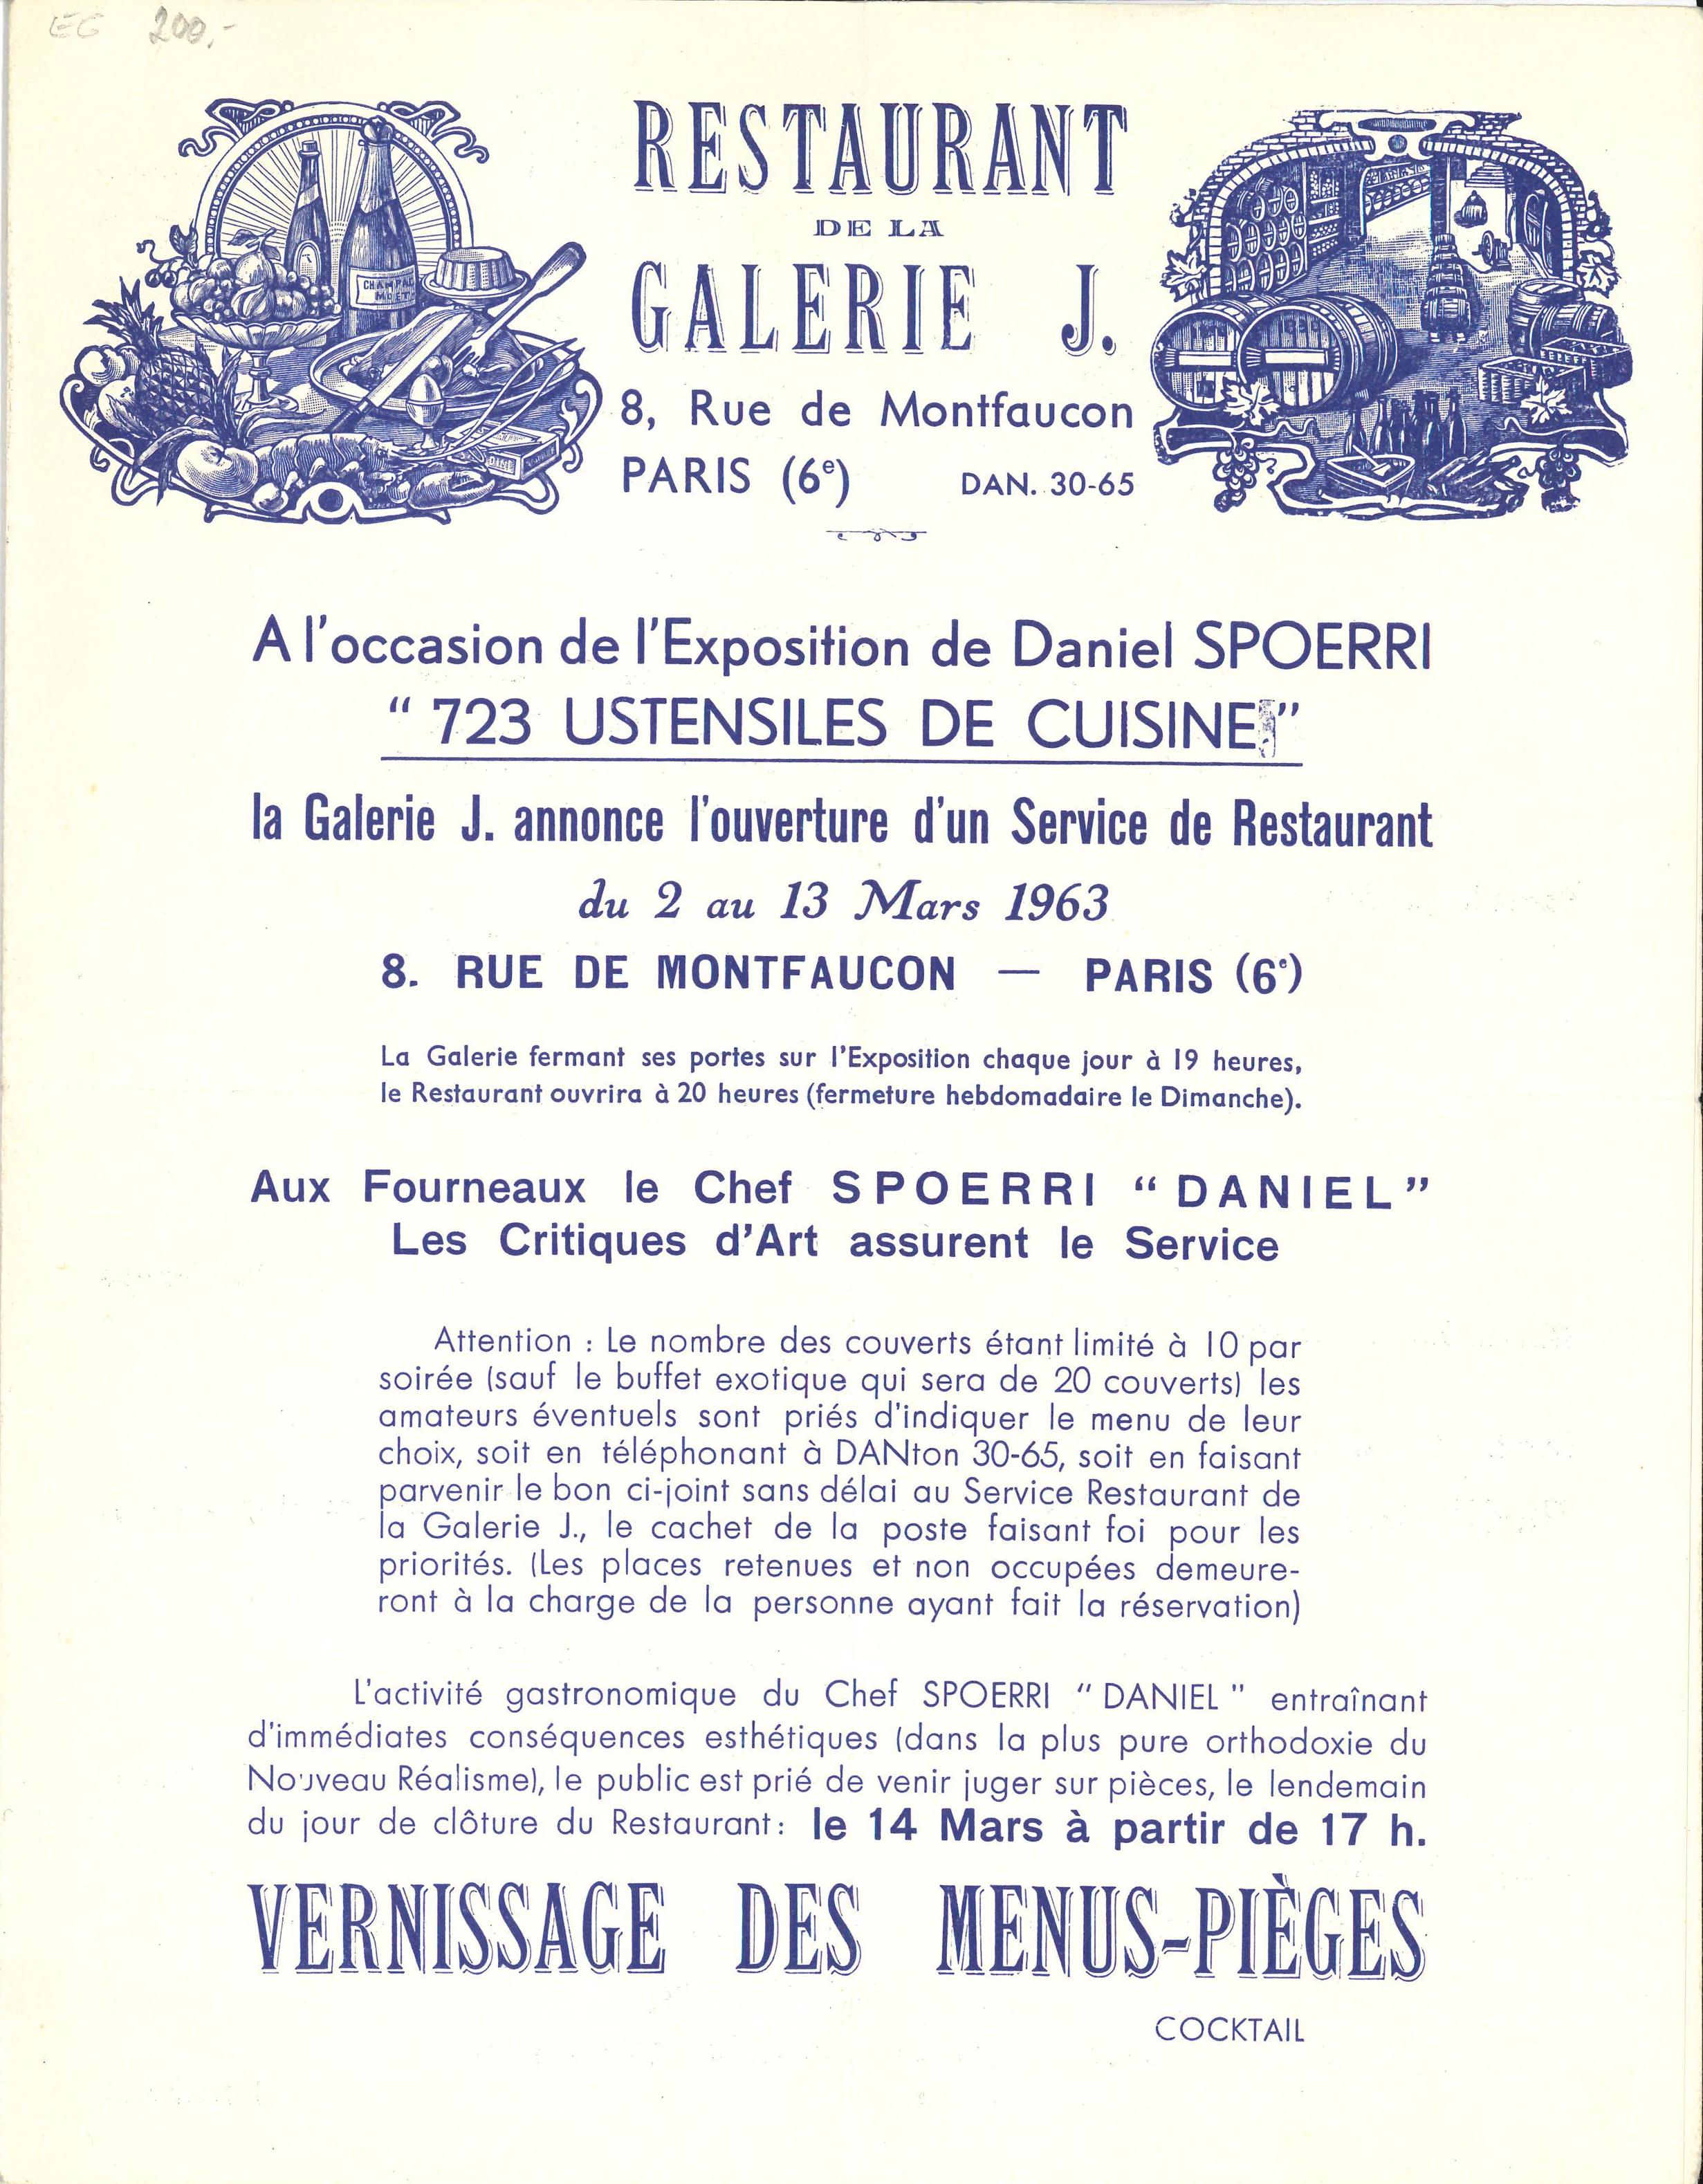 EG 200,-
RESTAURANT
DE LA
GALERIE J.
8, Rue de Montfaucon
PARIS (6e) DAN. 30-65
CHAMPAG
MOET
A l'occasion de l'Exposition de Daniel SPOERRI
“ 723 USTENSILES DE CUISINE ”
la Galerie J. annonce l'ouverture d'un Service de Restaurant
du 2 au 13 Mars 1963
8. RUE DE MONTFAUCON — PARIS (6e)
La Galerie fermant ses portes sur l'Exposition chaque jour à 19 heures,
le Restaurant ouvrira à 20 heures (fermeture hebdomadaire le Dimanche).
Aux Fourneaux le Chef SPOERRI “ DANIEL ”
Les Critiques d'Art assurent le Service
Attention : Le nombre des couverts étant limité à 10 par
soirée (sauf le buffet exotique qui sera de 20 couverts) les
amateurs éventuels sont priés d'indiquer le menu de leur
choix, soit en téléphonant à DANton 30-65, soit en faisant
parvenir le bon ci-joint sans délai au Service Restaurant de
la Galerie J., le cachet de la poste faisant foi pour les
priorités. (Les places retenues et non occupées demeure-
ront à la charge de la personne ayant fait la réservation)
L'activité gastronomique du Chef SPOERRI “ DANIEL ” entraînant
d'immédiates conséquences esthétiques (dans la plus pure orthodoxie du
Nouveau Réalisme), le public est prié de venir juger sur pièces, le lendemain
du jour de clôture du Restaurant : le 14 Mars à partir de 17 h.
VERNISSAGE DES MENUS-PIÈGES
COCKTAIL